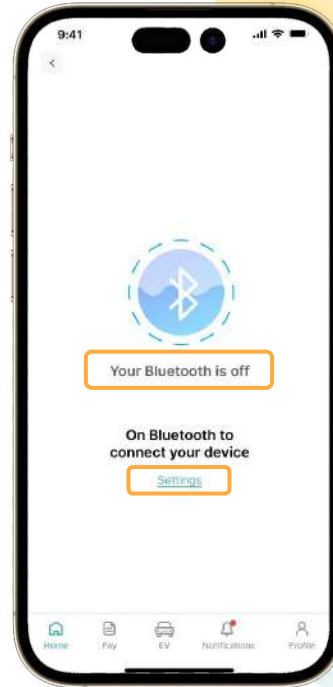 9:41
Your Bluetooth is off
On Bluetooth to
connect your device
Settings
Home Pay EV Notifications Profile